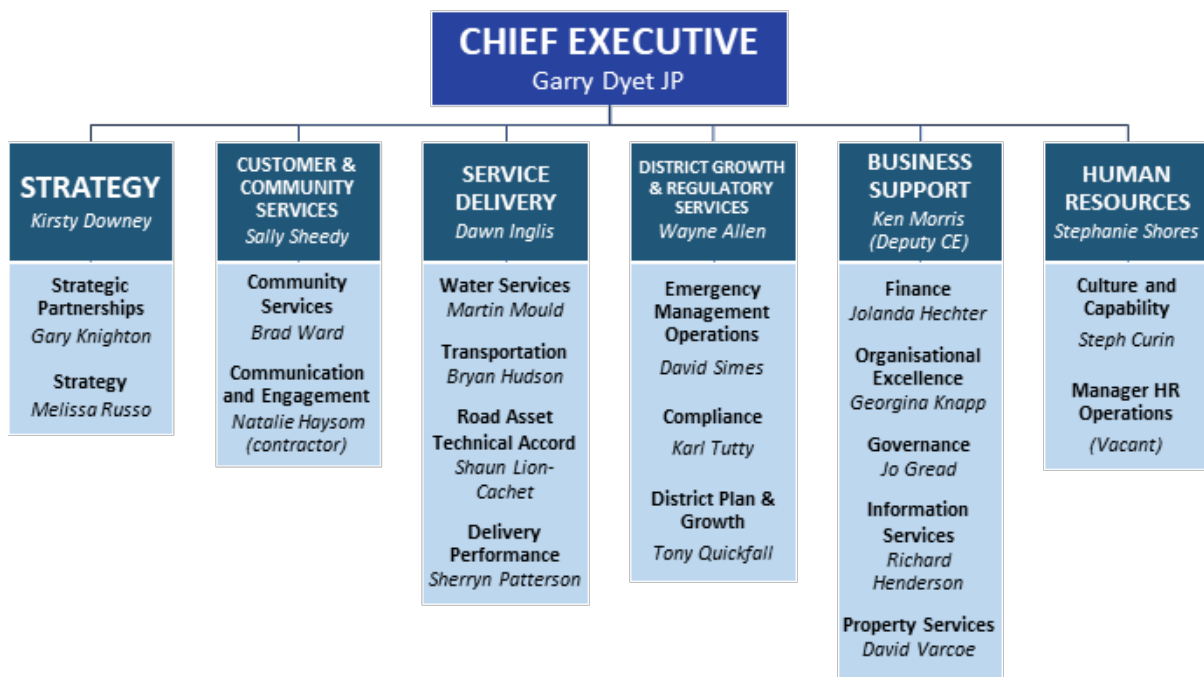 CHIEF EXECUTIVE
Garry Dyet JP
STRATEGY
Kirsty Downey
Strategic
Partnerships
Gary Knighton
Strategy
Melissa Russo
CUSTOMER &
COMMUNITY
SERVICES
Sally Sheedy
Community
Services
Brad Ward
Communication
and Engagement
Natalie Haysom
(contractor)
SERVICE
DELIVERY
Dawn Inglis
Water Services
Martin Mould
Transportation
Bryan Hudson
Road Asset
Technical Accord
Shaun Lion-
Cachet
Delivery
Performance
Sherryn Patterson
DISTRICT GROWTH
& REGULATORY
SERVICES
Wayne Allen
Emergency
Management
Operations
David Simes
Compliance
Karl Tutty
District Plan &
Growth
Tony Quickfall
BUSINESS
SUPPORT
Ken Morris
(Deputy CE)
Finance
Jolanda Hechter
Organisational
Excellence
Georgina Knapp
Governance
Jo Gread
Information
Services
Richard
Henderson
Property Services
David Varcoe
HUMAN
RESOURCES
Stephanie Shores
Culture and
Capability
Steph Curin
Manager HR
Operations
(Vacant)